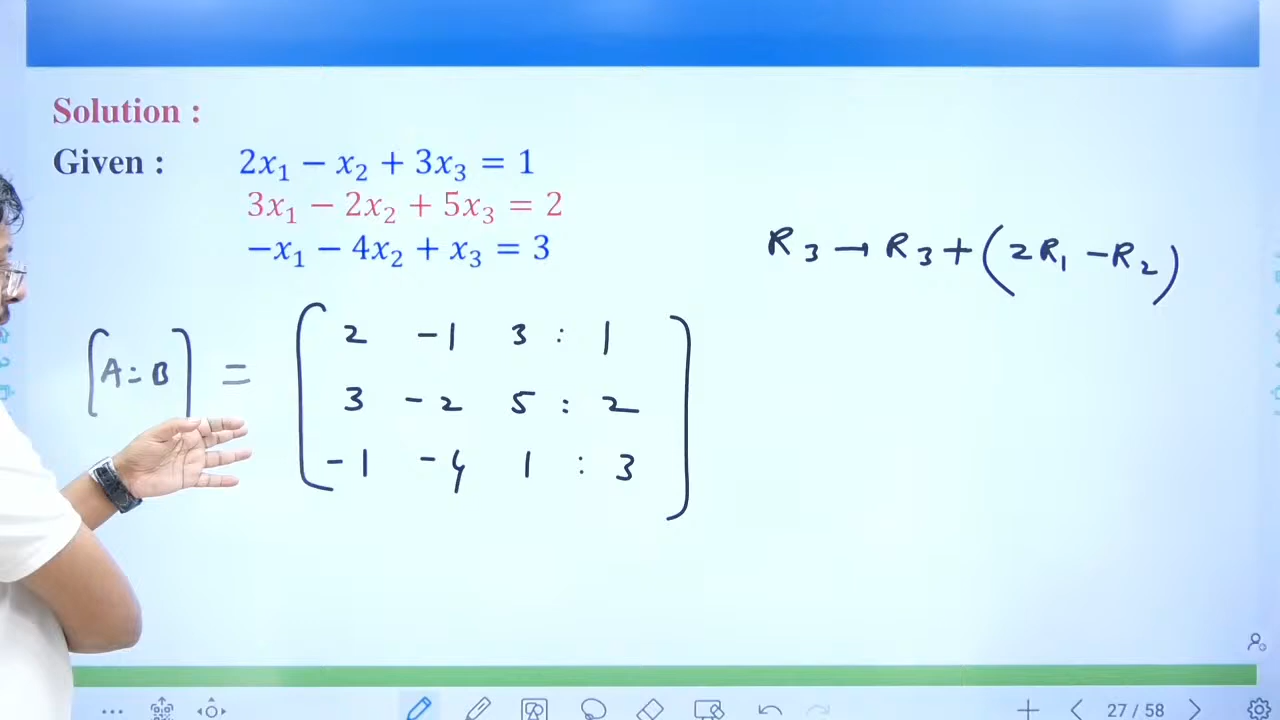 Solution :
Given : 2x₁ − x₂ + 3x₃ = 1
3x₁ − 2x₂ + 5x₃ = 2
−x₁ − 4x₂ + x₃ = 3
R₃ → R₃ + (2R₁ − R₂)
[A : B] =
2 -1 3 : 1
3 -2 5 : 2
-1 -4 1 : 3
27 / 58